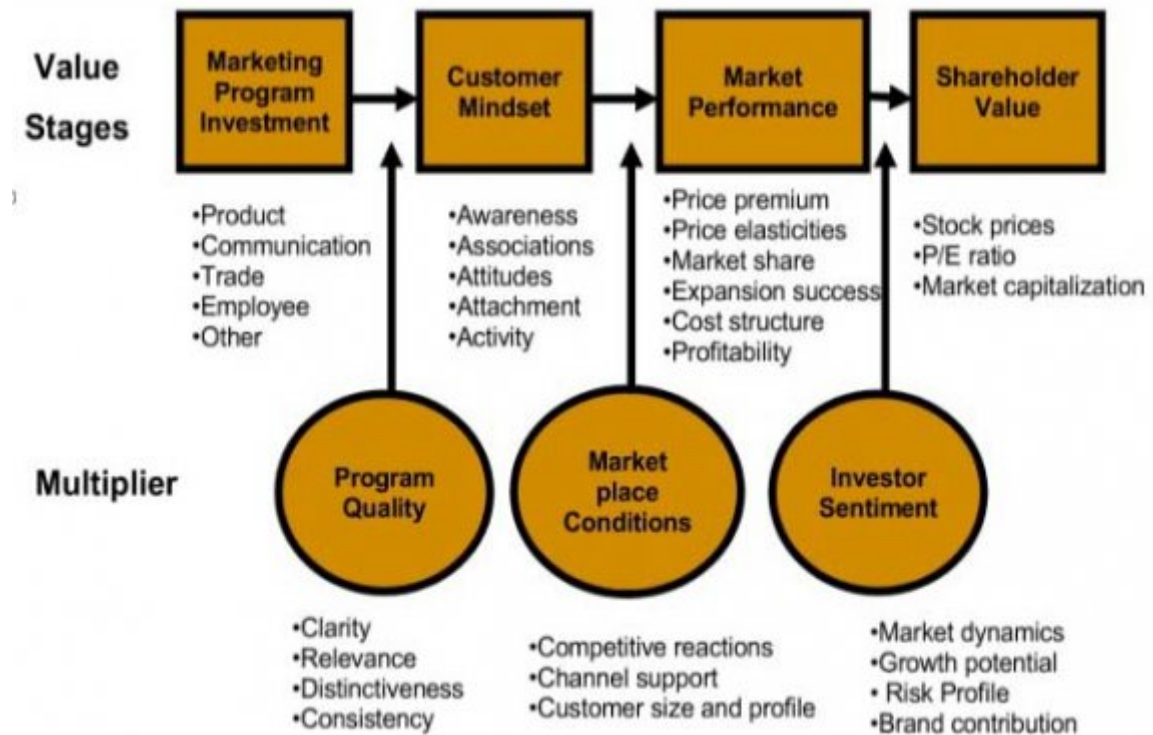 Value
Stages
Marketing
Program
Investment
Customer
Mindset
Market
Performance
Shareholder
Value
•Product
•Communication
•Trade
•Employee
•Other
•Awareness
•Associations
•Attitudes
•Attachment
•Activity
•Price premium
•Price elasticities
•Market share
•Expansion success
•Cost structure
•Profitability
•Stock prices
•P/E ratio
•Market capitalization
Multiplier
Program
Quality
Market
place
Conditions
Investor
Sentiment
•Clarity
•Relevance
•Distinctiveness
•Consistency
•Competitive reactions
•Channel support
•Customer size and profile
•Market dynamics
•Growth potential
• Risk Profile
•Brand contribution